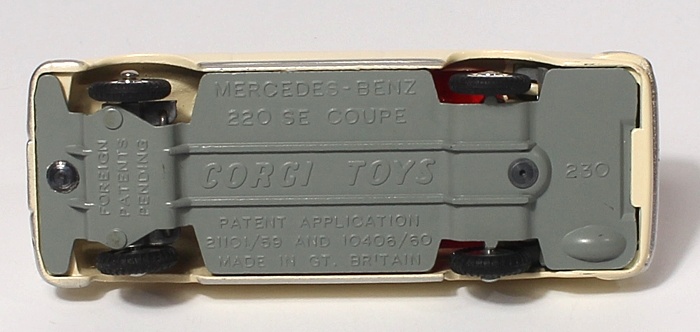 MERCEDES-BENZ
220 SE COUPE
CORGI TOYS
PATENT APPLICATION
21101/59 AND 10406/60
MADE IN GT. BRITAIN
FOREIGN
PATENTS
PENDING
230